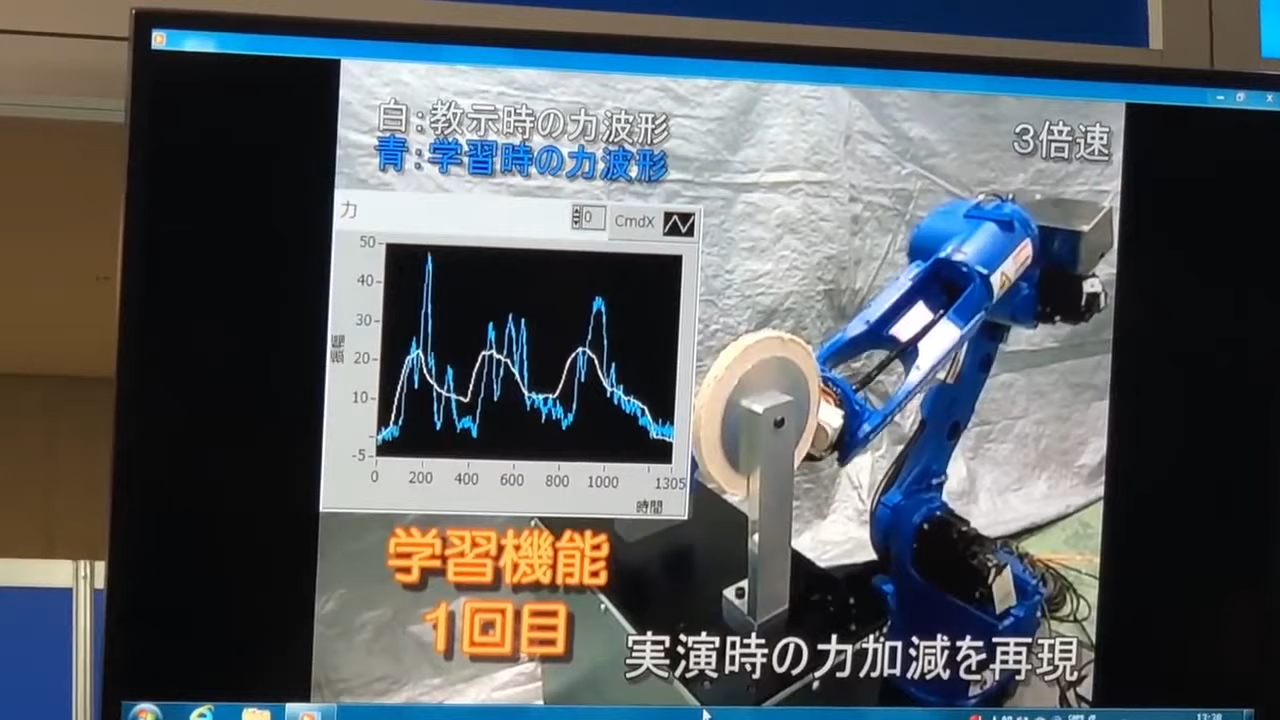 白:教示時の力波形
青:学習時の力波形
3倍速
力
0
CmdX
50
40
30
20
10
-5
0
200
400
600
800
1000
1305
時間
学習機能
1回目
実演時の力加減を再現